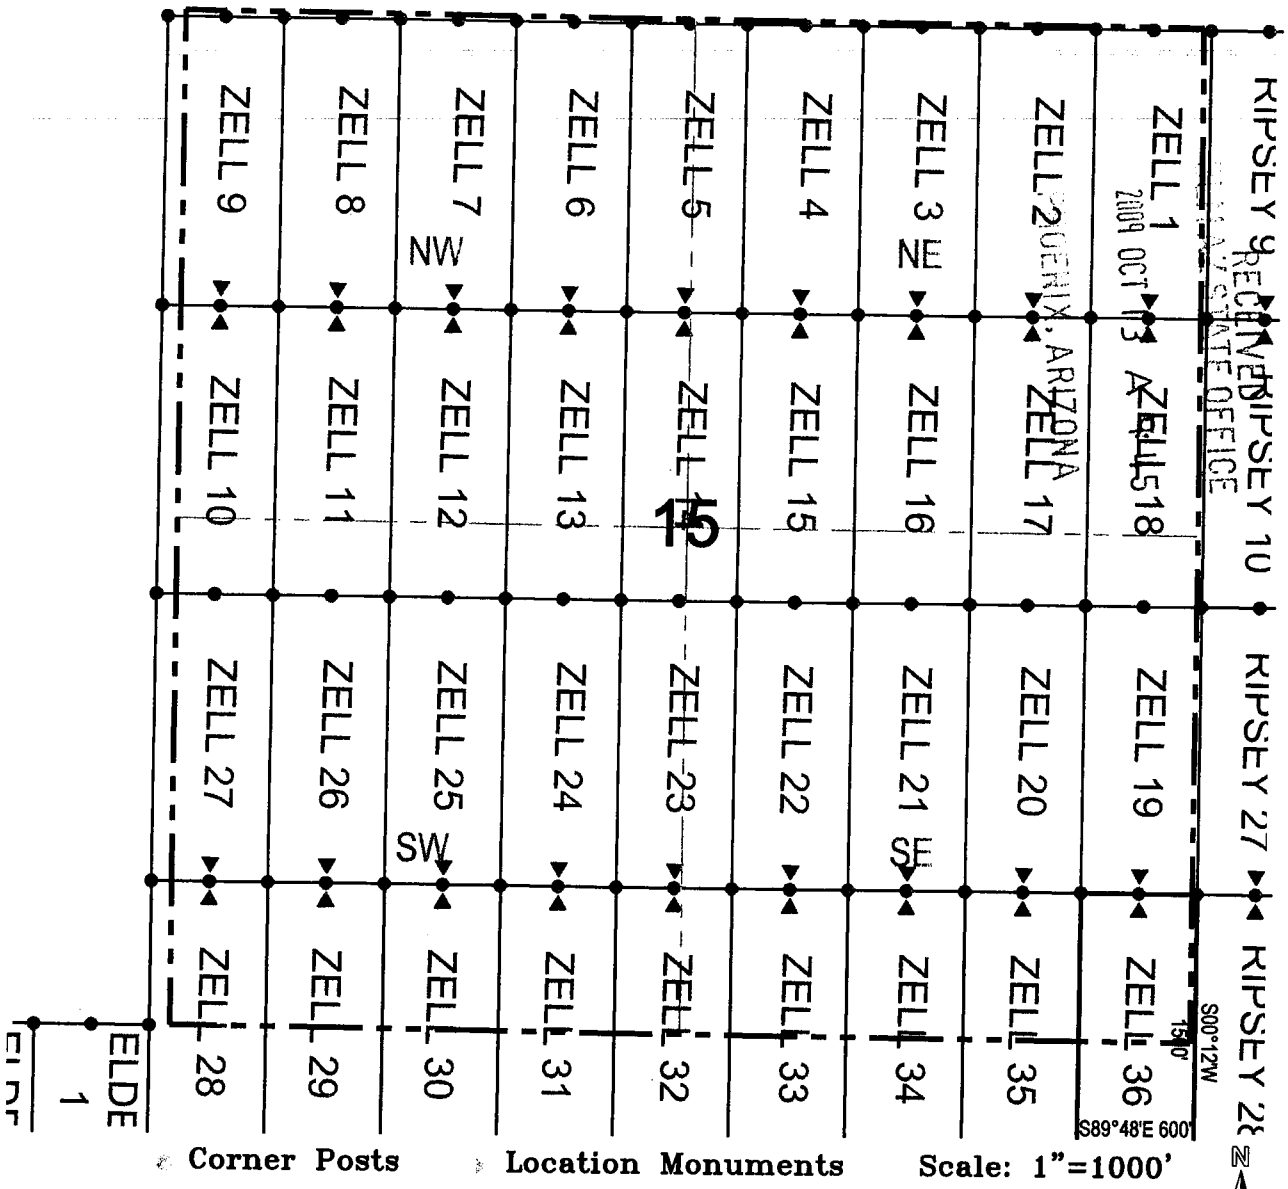 ZELL 9
ZELL 8
ZELL 7
ZELL 6
ZELL 5
ZELL 4
ZELL 3
ZELL 2
ZELL 1
RIPSEY 9
NW
NE
RECEIVED
STATE OFFICE
2009 OCT 13 A
PHOENIX, ARIZONA
ZELL 10
ZELL 11
ZELL 12
ZELL 13
ZELL
ZELL 15
ZELL 16
ZELL 17
ZELL 18
RIPSEY 10
15
ZELL 27
ZELL 26
ZELL 25
ZELL 24
ZELL 23
ZELL 22
ZELL 21
ZELL 20
ZELL 19
RIPSEY 27
SW
SE
ZELL 28
ZELL 29
ZELL 30
ZELL 31
ZELL 32
ZELL 33
ZELL 34
ZELL 35
ZELL 36
RIPSEY 28
1500'
S00°12'W
S89°48'E 600'
ELDE
1
N
Corner Posts
Location Monuments
Scale: 1"=1000'